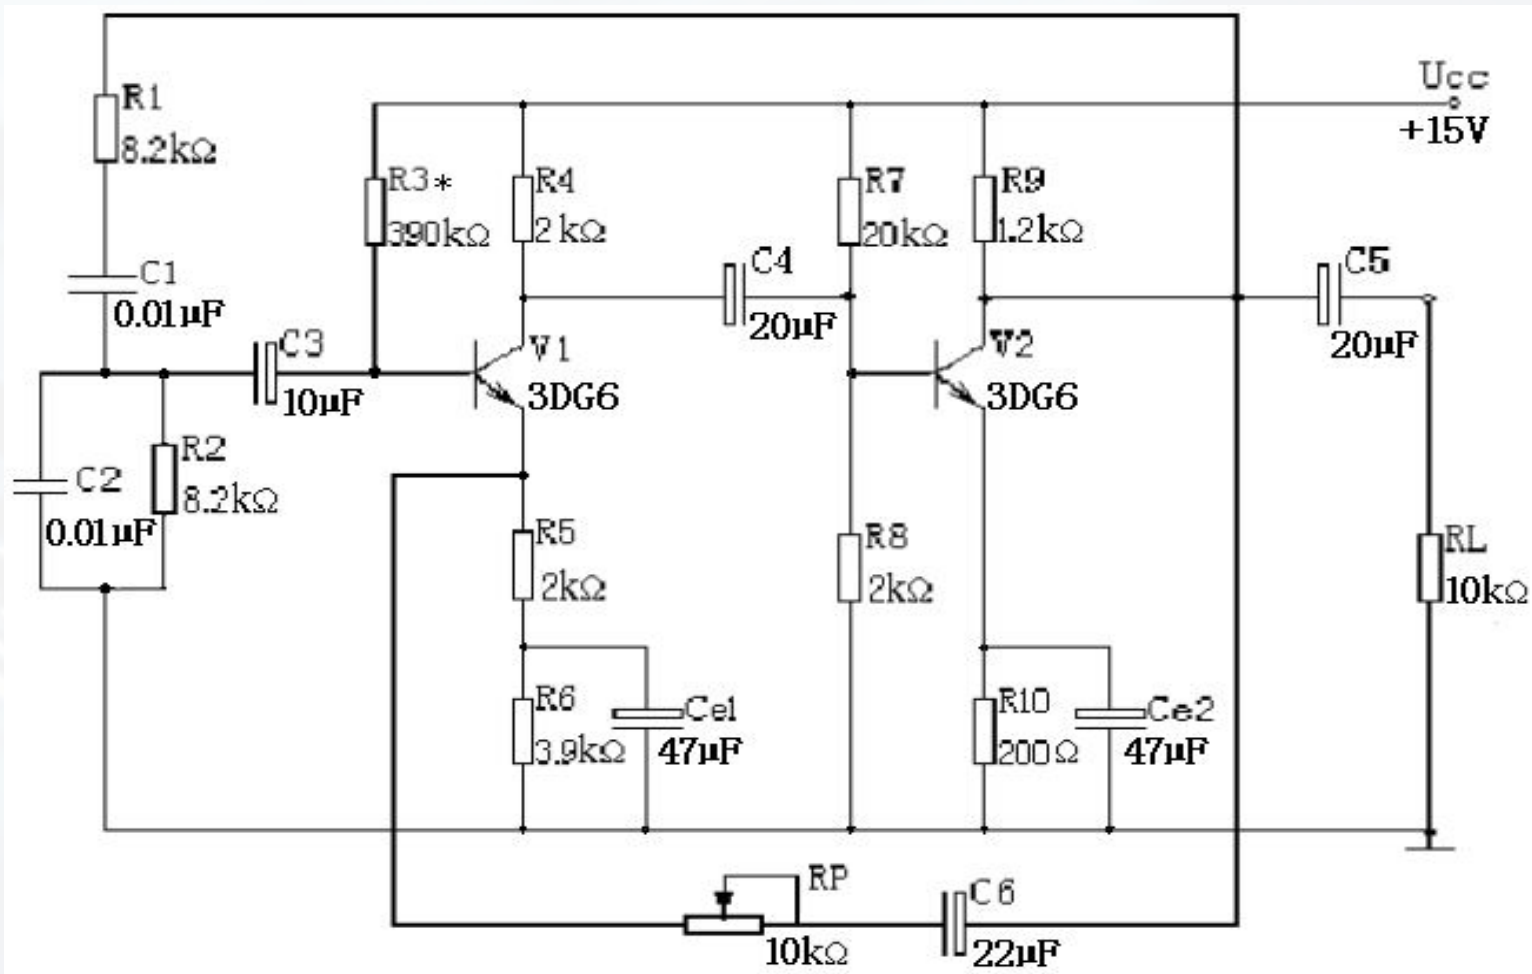 Ucc
+15V
R1
8.2kΩ
R3*
390kΩ
R4
2kΩ
R7
20kΩ
R9
1.2kΩ
C1
0.01μF
C4
20μF
C5
20μF
C3
10μF
V1
3DG6
V2
3DG6
C2
0.01μF
R2
8.2kΩ
R5
2kΩ
R8
2kΩ
RL
10kΩ
R6
3.9kΩ
Ce1
47μF
R10
200Ω
Ce2
47μF
RP
10kΩ
C6
22μF